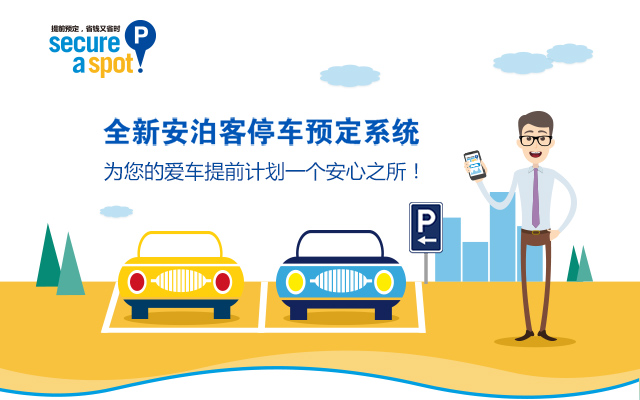 提前预定，省钱又省时
secure
a spot!
P
全新安泊客停车预定系统
为您的爱车提前计划一个安心之所！
P